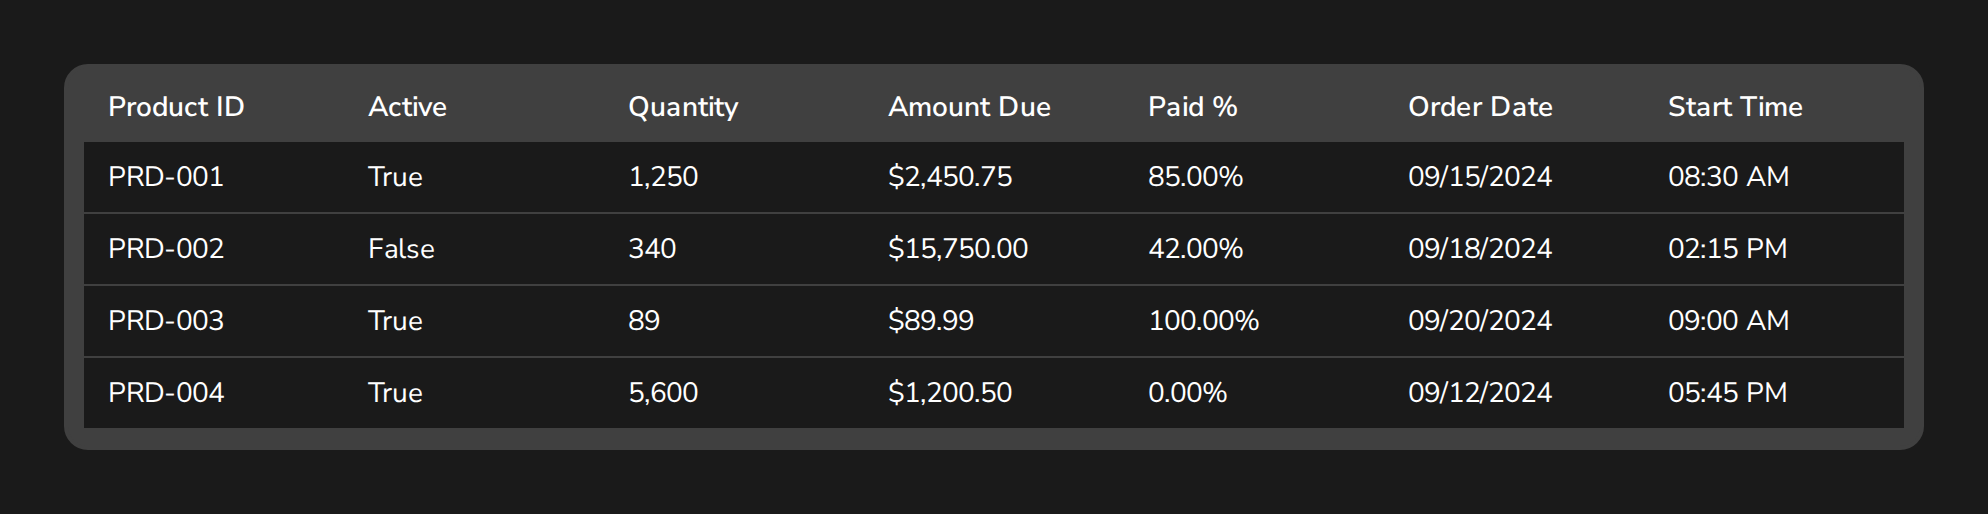 Product ID Active Quantity Amount Due Paid % Order Date Start Time
PRD-001 True 1,250 $2,450.75 85.00% 09/15/2024 08:30 AM
PRD-002 False 340 $15,750.00 42.00% 09/18/2024 02:15 PM
PRD-003 True 89 $89.99 100.00% 09/20/2024 09:00 AM
PRD-004 True 5,600 $1,200.50 0.00% 09/12/2024 05:45 PM